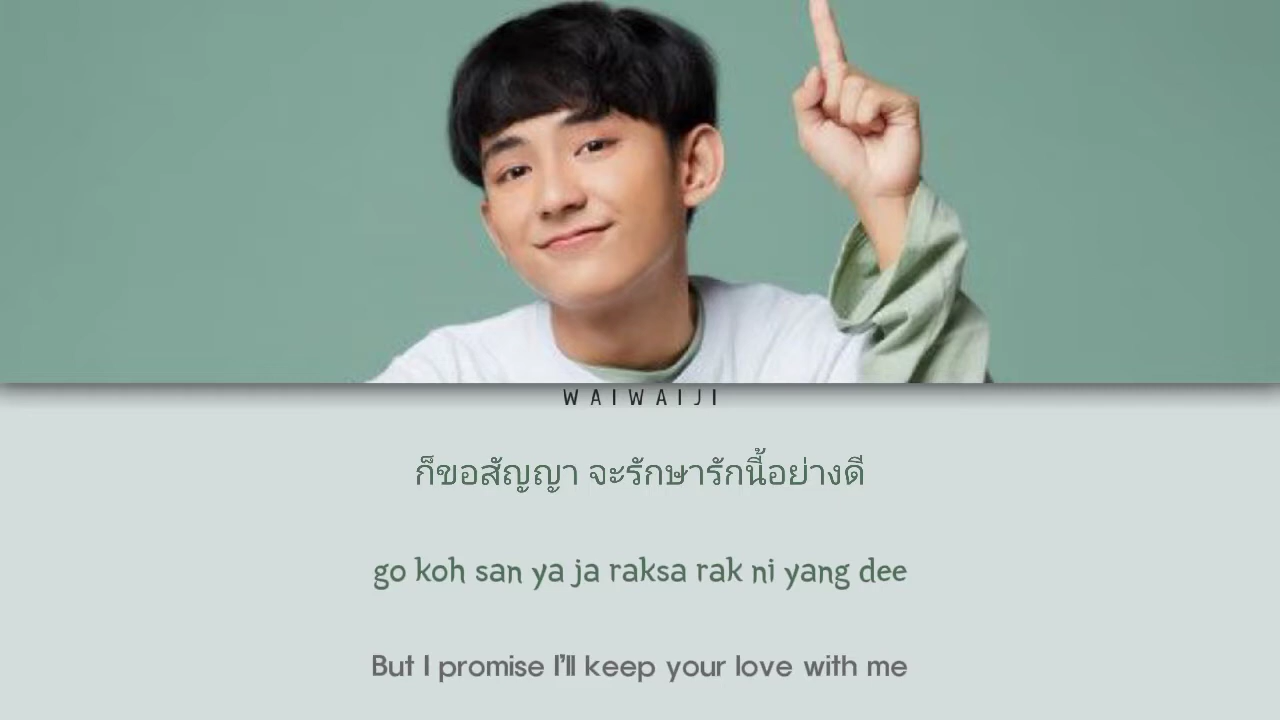 WAIWAIJI
ก็ขอสัญญา จะรักษารักนี้อย่างดี
go koh san ya ja raksa rak ni yang dee
But I promise I'll keep your love with me